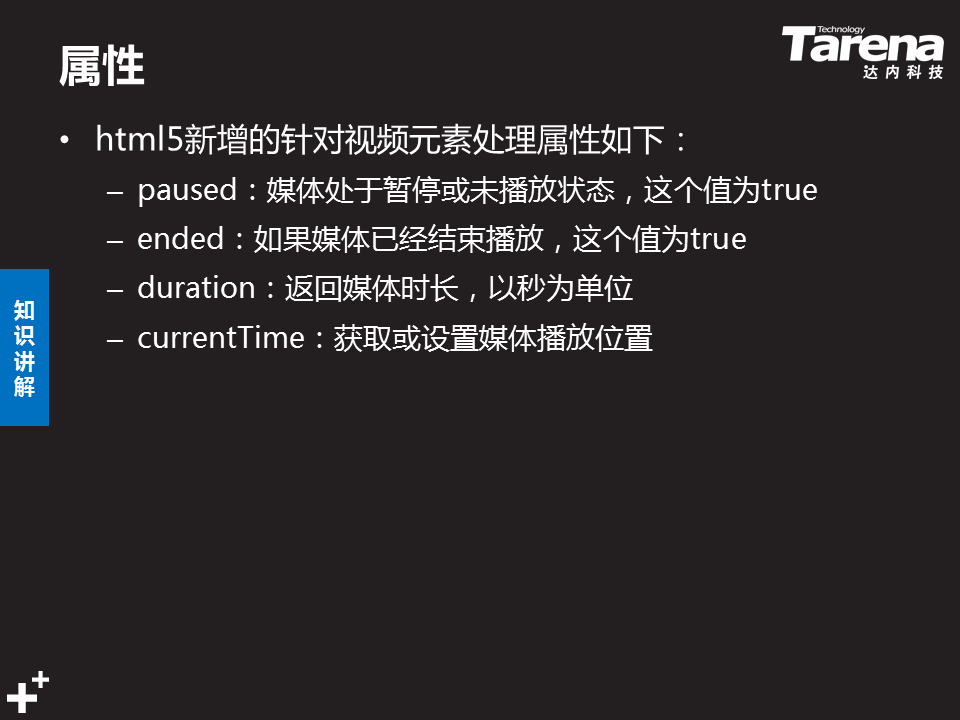 属性
Technology
Tarena
达内科技
• html5新增的针对视频元素处理属性如下：
– paused：媒体处于暂停或未播放状态，这个值为true
– ended：如果媒体已经结束播放，这个值为true
– duration：返回媒体时长，以秒为单位
– currentTime：获取或设置媒体播放位置
知识讲解